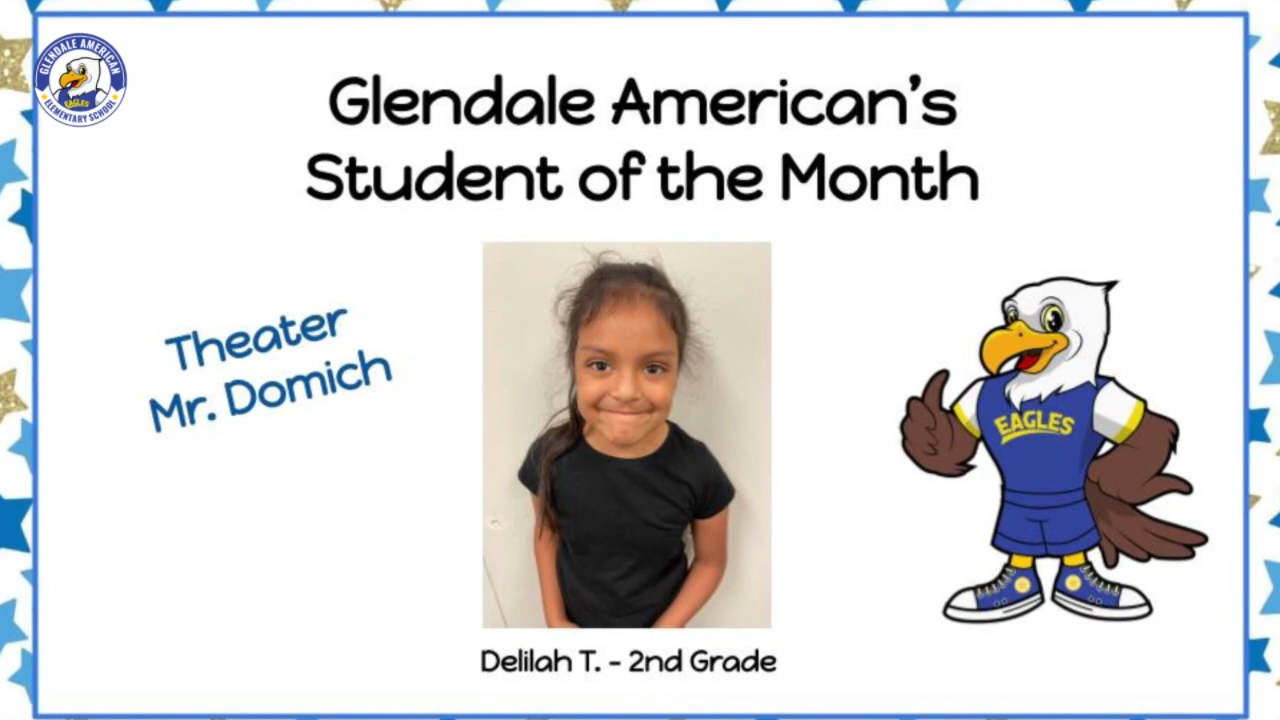 GLENDALE AMERICAN
EAGLES
ELEMENTARY SCHOOL
Glendale American's
Student of the Month
Theater
Mr. Domich
EAGLES
Delilah T. - 2nd Grade